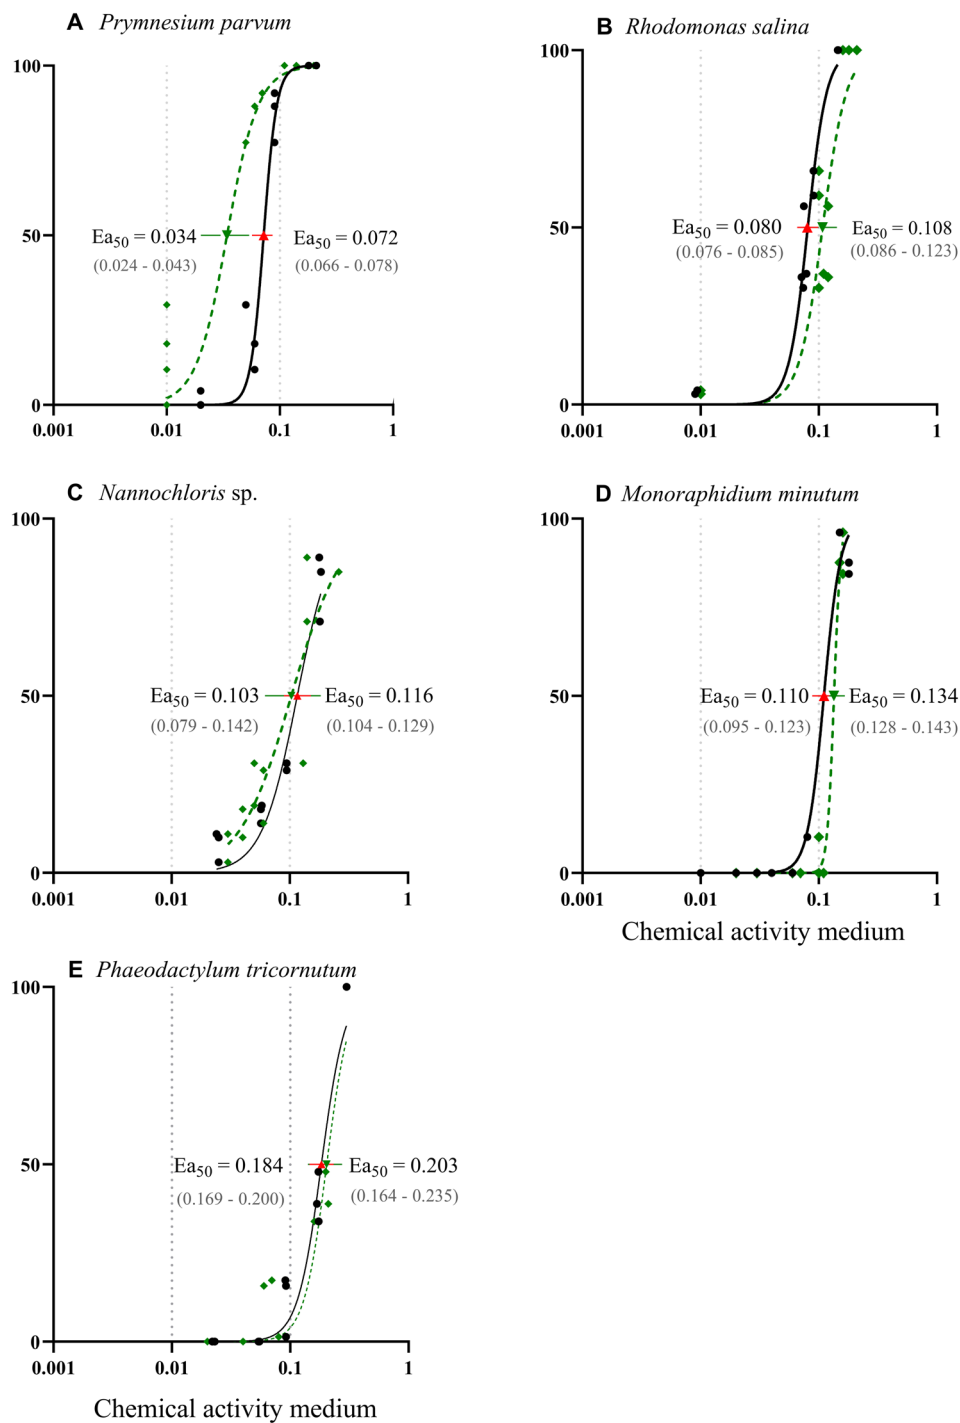 A Prymnesium parvum
100
50
0
0.001 0.01 0.1 1
Ea50 = 0.034
(0.024 - 0.043)
Ea50 = 0.072
(0.066 - 0.078)
B Rhodomonas salina
100
50
0
0.001 0.01 0.1 1
Ea50 = 0.080
(0.076 - 0.085)
Ea50 = 0.108
(0.086 - 0.123)
C Nannochloris sp.
100
50
0
0.001 0.01 0.1 1
Ea50 = 0.103
(0.079 - 0.142)
Ea50 = 0.116
(0.104 - 0.129)
D Monoraphidium minutum
100
50
0
0.001 0.01 0.1 1
Ea50 = 0.110
(0.095 - 0.123)
Ea50 = 0.134
(0.128 - 0.143)
Chemical activity medium
E Phaeodactylum tricornutum
100
50
0
0.001 0.01 0.1 1
Ea50 = 0.184
(0.169 - 0.200)
Ea50 = 0.203
(0.164 - 0.235)
Chemical activity medium